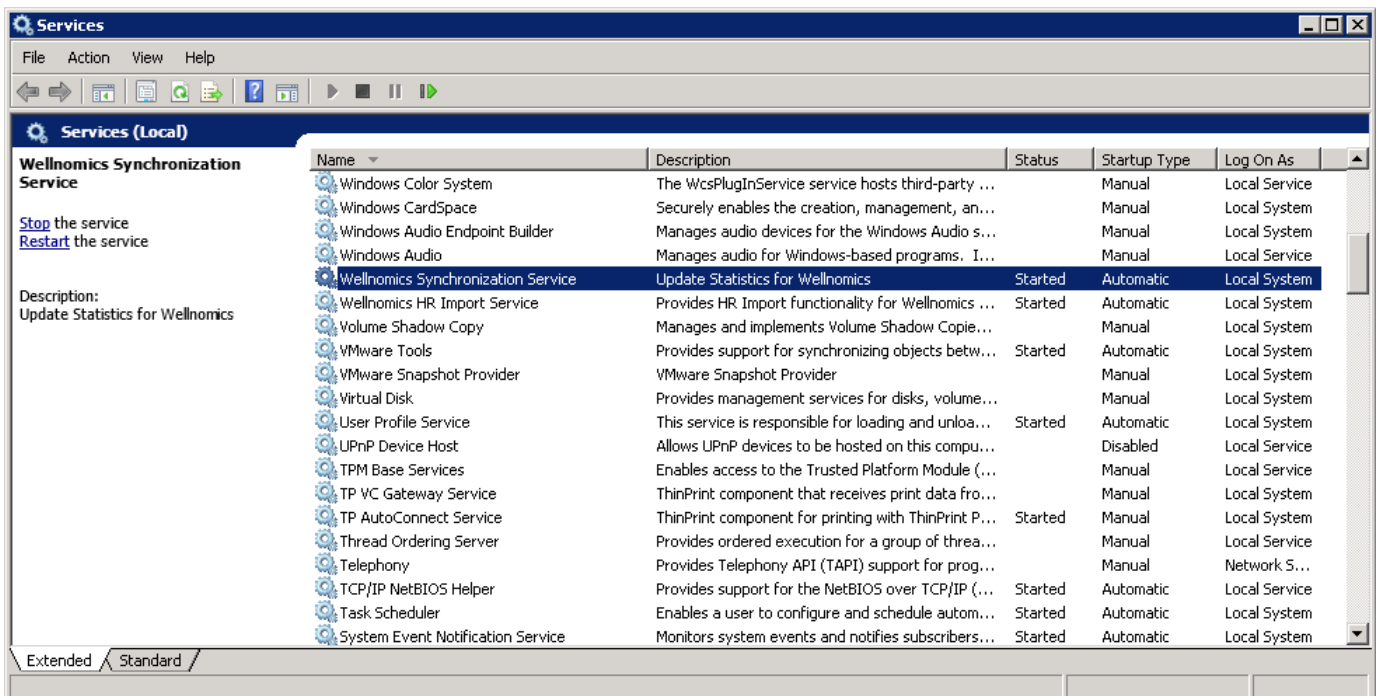 Services
File Action View Help
Services (Local)
Wellnomics Synchronization
Service
Stop the service
Restart the service
Description:
Update Statistics for Wellnomics
Name Description Status Startup Type Log On As
Windows Color System The WcsPlugInService service hosts third-party ... Manual Local Service
Windows CardSpace Securely enables the creation, management, an... Manual Local System
Windows Audio Endpoint Builder Manages audio devices for the Windows Audio s... Manual Local System
Windows Audio Manages audio for Windows-based programs. I... Manual Local Service
Wellnomics Synchronization Service Update Statistics for Wellnomics Started Automatic Local System
Wellnomics HR Import Service Provides HR Import functionality for Wellnomics ... Started Automatic Local System
Volume Shadow Copy Manages and implements Volume Shadow Copie... Manual Local System
VMware Tools Provides support for synchronizing objects betw... Started Automatic Local System
VMware Snapshot Provider VMware Snapshot Provider Manual Local System
Virtual Disk Provides management services for disks, volume... Manual Local System
User Profile Service This service is responsible for loading and unloa... Started Automatic Local System
UPnP Device Host Allows UPnP devices to be hosted on this compu... Disabled Local Service
TPM Base Services Enables access to the Trusted Platform Module (... Manual Local Service
TP VC Gateway Service ThinPrint component that receives print data fro... Manual Local System
TP AutoConnect Service ThinPrint component for printing with ThinPrint P... Started Manual Local System
Thread Ordering Server Provides ordered execution for a group of threa... Manual Local Service
Telephony Provides Telephony API (TAPI) support for prog... Manual Network S...
TCP/IP NetBIOS Helper Provides support for the NetBIOS over TCP/IP (... Started Automatic Local Service
Task Scheduler Enables a user to configure and schedule autom... Started Automatic Local System
System Event Notification Service Monitors system events and notifies subscribers... Started Automatic Local System
Extended Standard